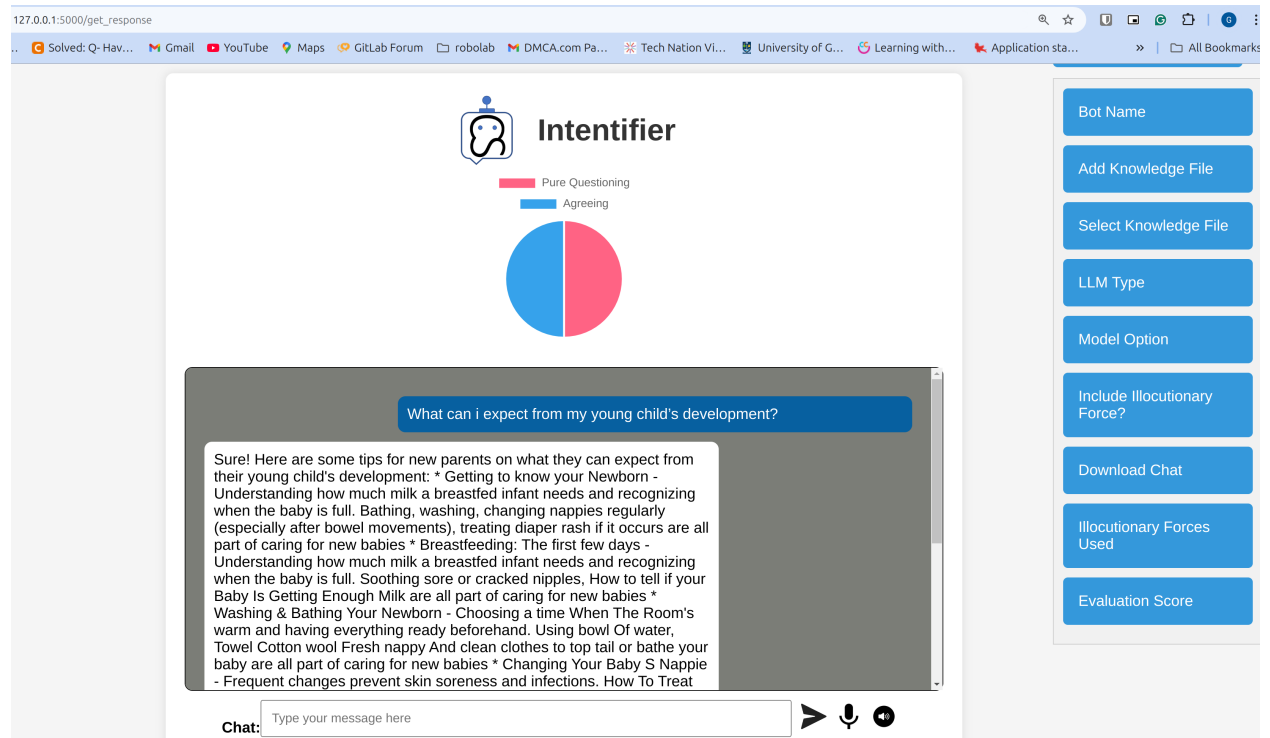 127.0.0.1:5000/get_response
G
.. Solved: Q- Hav... Gmail YouTube Maps GitLab Forum robolab DMCA.com Pa... Tech Nation Vi... University of G... Learning with... Application sta... » All Bookmarks
Intentifier
Pure Questioning
Agreeing
What can i expect from my young child's development?
Sure! Here are some tips for new parents on what they can expect from
their young child's development: * Getting to know your Newborn -
Understanding how much milk a breastfed infant needs and recognizing
when the baby is full. Bathing, washing, changing nappies regularly
(especially after bowel movements), treating diaper rash if it occurs are all
part of caring for new babies * Breastfeeding: The first few days -
Understanding how much milk a breastfed infant needs and recognizing
when the baby is full. Soothing sore or cracked nipples, How to tell if your
Baby Is Getting Enough Milk are all part of caring for new babies *
Washing & Bathing Your Newborn - Choosing a time When The Room's
warm and having everything ready beforehand. Using bowl Of water,
Towel Cotton wool Fresh nappy And clean clothes to top tail or bathe your
baby are all part of caring for new babies * Changing Your Baby S Nappie
- Frequent changes prevent skin soreness and infections. How To Treat
Chat:
Type your message here
Bot Name
Add Knowledge File
Select Knowledge File
LLM Type
Model Option
Include Illocutionary
Force?
Download Chat
Illocutionary Forces
Used
Evaluation Score